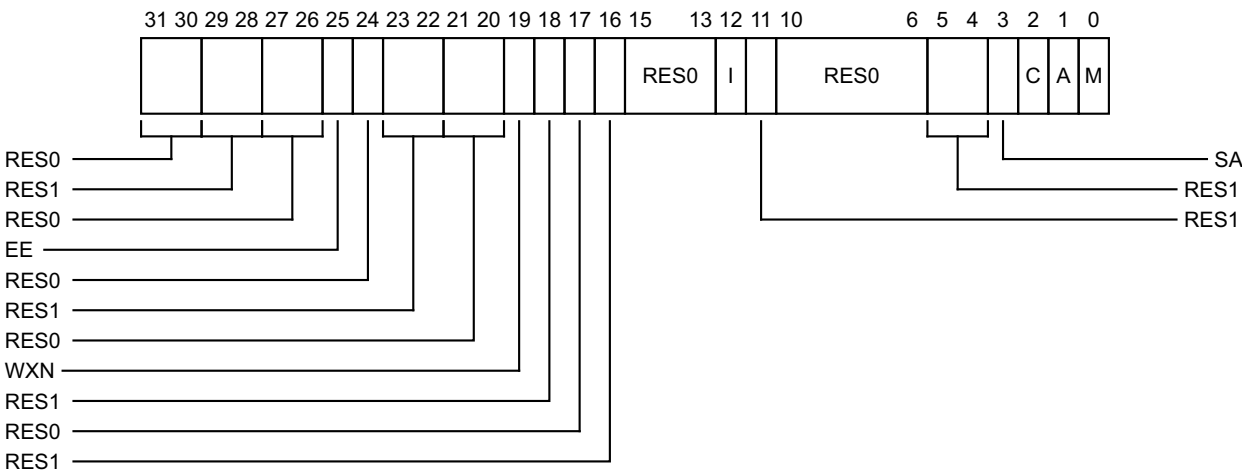 31 30 29 28 27 26 25 24 23 22 21 20 19 18 17 16 15 13 12 11 10 6 5 4 3 2 1 0
RES0 I RES0 C A M
RES0 SA
RES1 RES1
RES0 RES1
EE
RES0
RES1
RES0
WXN
RES1
RES0
RES1